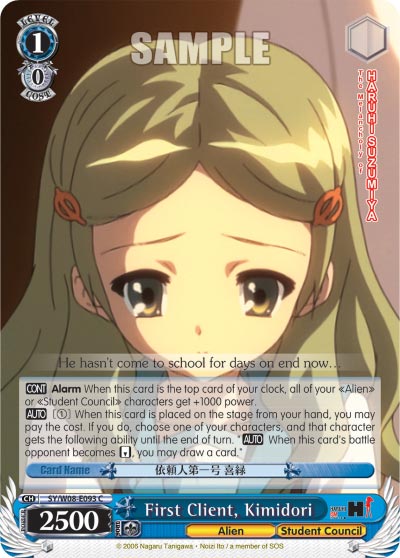 LEVEL
1
0
COST
SAMPLE
The Melancholy of
HARUHI SUZUMIYA
He hasn't come to school for days on end now…
CONT Alarm When this card is the top card of your clock, all of your «Alien»
or «Student Council» characters get +1000 power.
AUTO [①] When this card is placed on the stage from your hand, you may
pay the cost. If you do, choose one of your characters, and that character
gets the following ability until the end of turn. "AUTO When this card's battle
opponent becomes, you may draw a card."
Card Name 依頼人第一号 喜緑
CH SY/W08-E093 C
POWER
2500
SOUL
First Client, Kimidori
Alien
Student Council
© 2006 Nagaru Tanigawa・Noizi Ito / a member of SOS